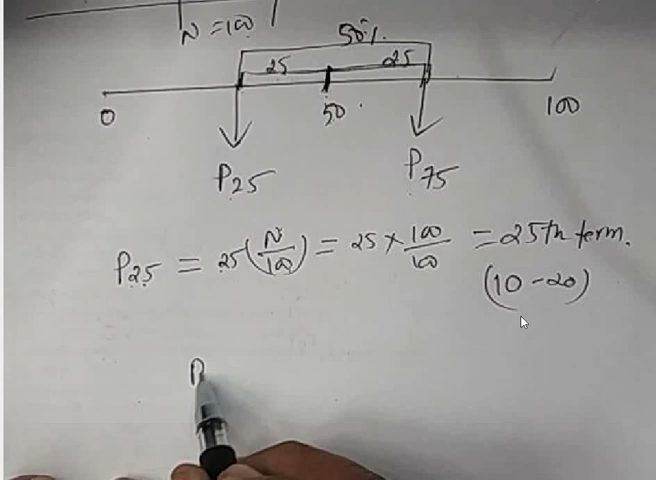 N = 100
50%
25 25
0 50. 100
P25 P75
P25 = 25(N/100) = 25 × 100/100 = 25th term.
(10-20)
P